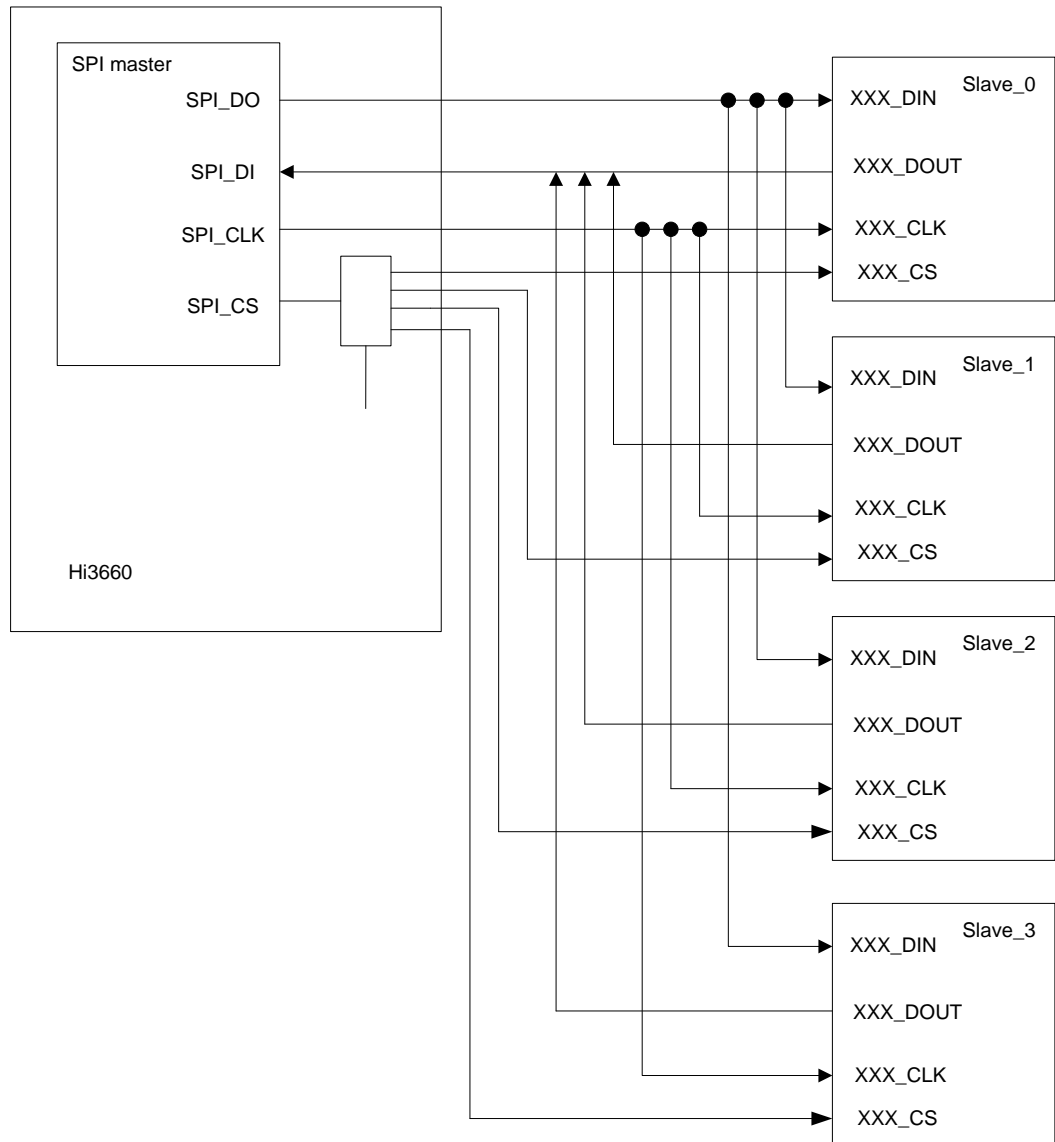 SPI master
SPI_DO
SPI_DI
SPI_CLK
SPI_CS
Hi3660
Slave_0
XXX_DIN
XXX_DOUT
XXX_CLK
XXX_CS
Slave_1
XXX_DIN
XXX_DOUT
XXX_CLK
XXX_CS
Slave_2
XXX_DIN
XXX_DOUT
XXX_CLK
XXX_CS
Slave_3
XXX_DIN
XXX_DOUT
XXX_CLK
XXX_CS